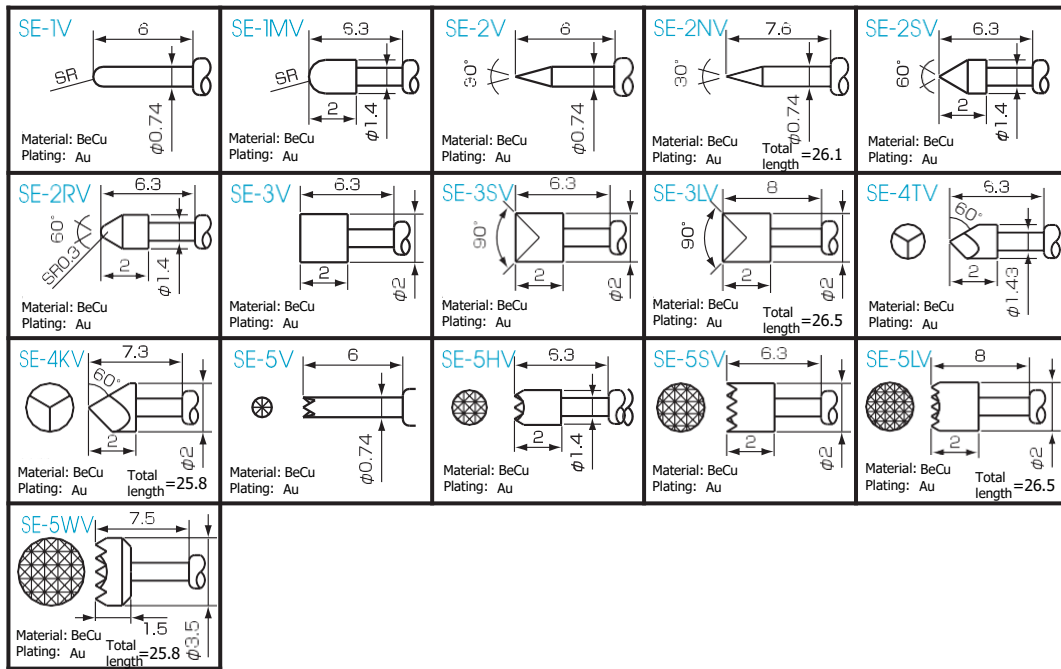 SE-1V
6
SR
φ0.74
Material: BeCu
Plating: Au
SE-1MV
6.3
SR
2
φ1.4
Material: BeCu
Plating: Au
SE-2V
6
30°
φ0.74
Material: BeCu
Plating: Au
SE-2NV
7.6
30°
φ0.74
Material: BeCu
Plating: Au
Total
length=26.1
SE-2SV
6.3
60°
2
φ1.4
Material: BeCu
Plating: Au
SE-2RV
6.3
60°
SR0.3
2
φ1.4
Material: BeCu
Plating: Au
SE-3V
6.3
2
φ2
Material: BeCu
Plating: Au
SE-3SV
6.3
90°
2
φ2
Material: BeCu
Plating: Au
SE-3LV
8
90°
2
φ2
Material: BeCu
Plating: Au
Total
length=26.5
SE-4TV
6.3
60°
2
φ1.43
Material: BeCu
Plating: Au
SE-4KV
7.3
60°
2
φ2
Material: BeCu
Plating: Au
Total
length=25.8
SE-5V
6
φ0.74
Material: BeCu
Plating: Au
SE-5HV
6.3
2
φ1.4
Material: BeCu
Plating: Au
SE-5SV
6.3
2
φ2
Material: BeCu
Plating: Au
SE-5LV
8
2
φ2
Material: BeCu
Plating: Au
Total
length=26.5
SE-5WV
7.5
1.5
φ3.5
Material: BeCu
Plating: Au
Total
length=25.8